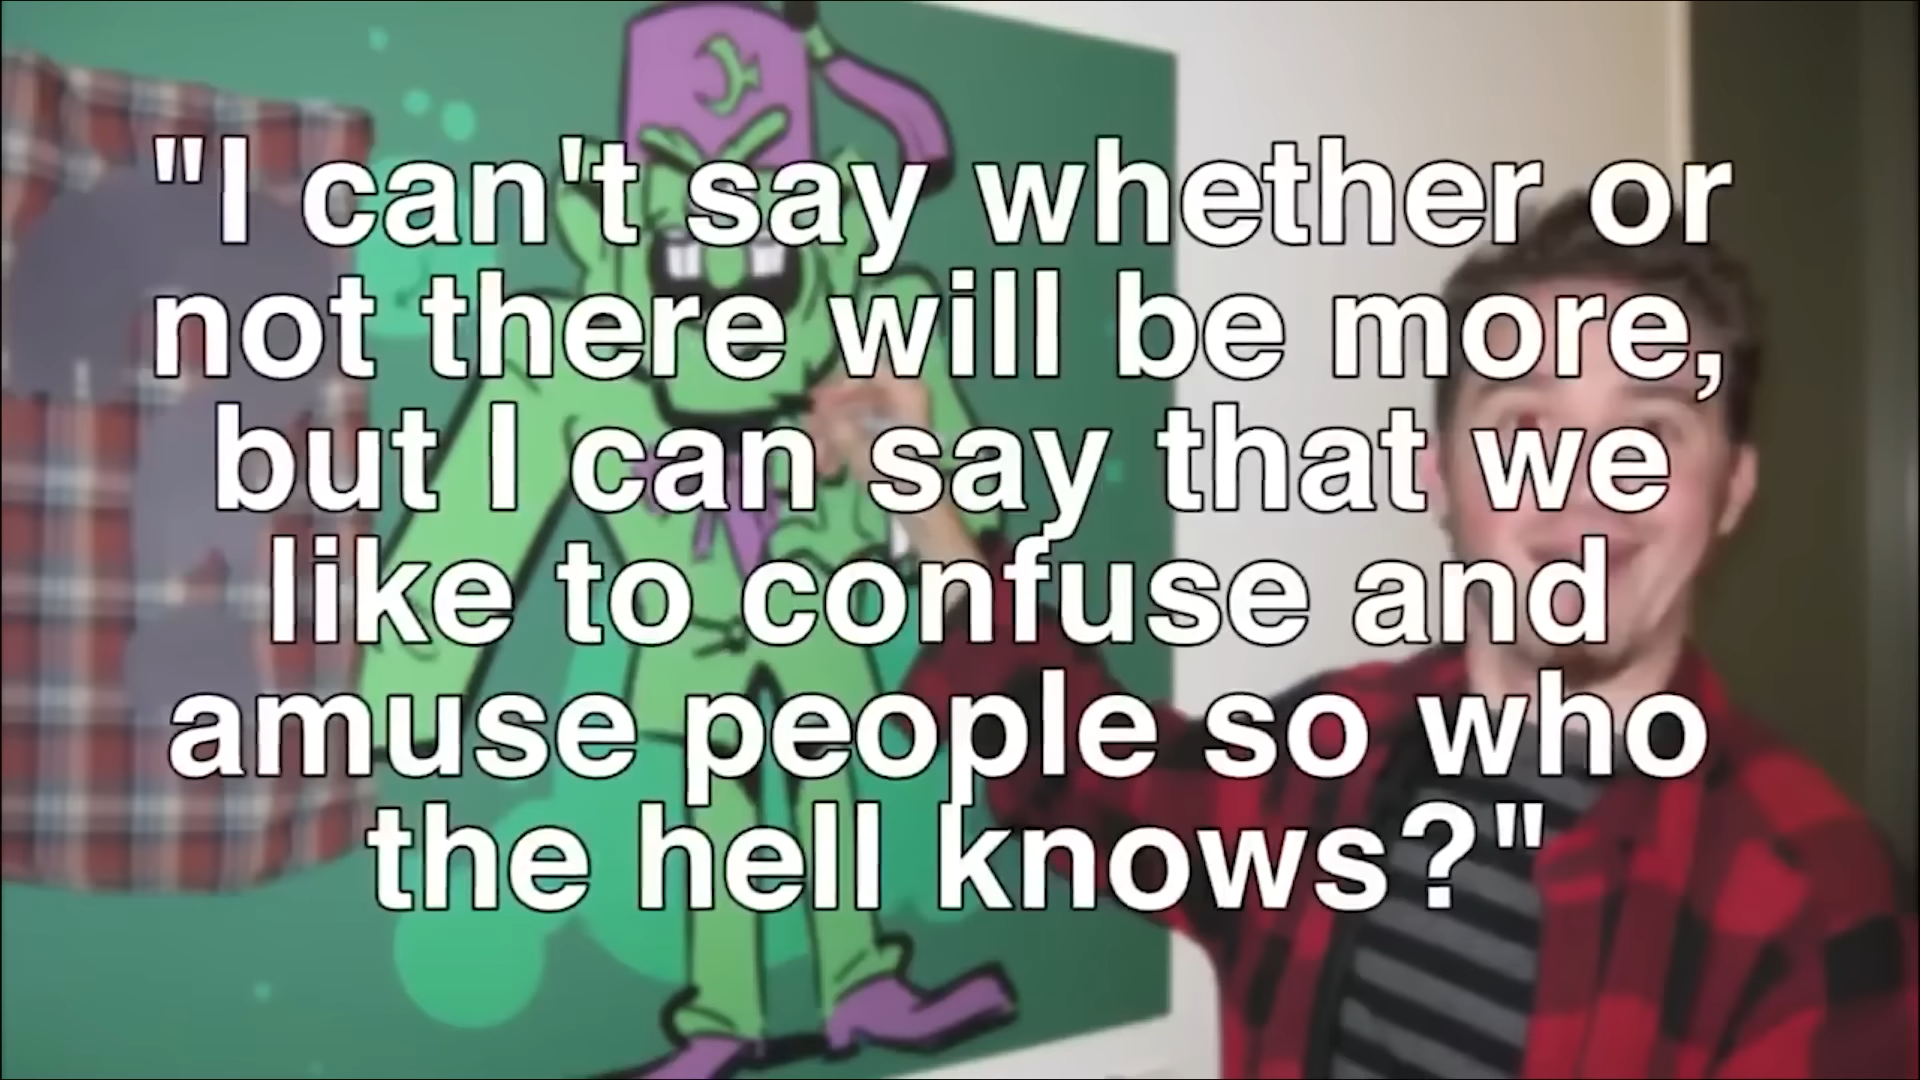 "I can't say whether or
not there will be more,
but I can say that we
like to confuse and
amuse people so who
the hell knows?"